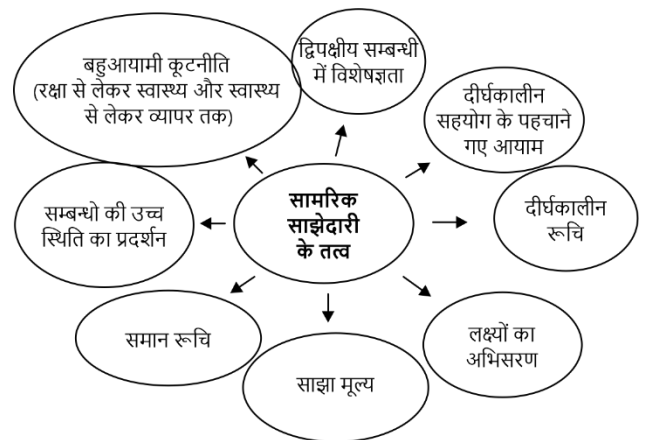 बहुआयामी कूटनीति
(रक्षा से लेकर स्वास्थ्य और स्वास्थ्य
से लेकर व्यापर तक)
द्विपक्षीय सम्बन्धी
में विशेषज्ञता
दीर्घकालीन
सहयोग के पहचाने
गए आयाम
सम्बन्धो की उच्च
स्थिति का प्रदर्शन
सामरिक
साझेदारी
के तत्व
दीर्घकालीन
रूचि
समान रूचि
साझा मूल्य
लक्ष्यों का
अभिसरण